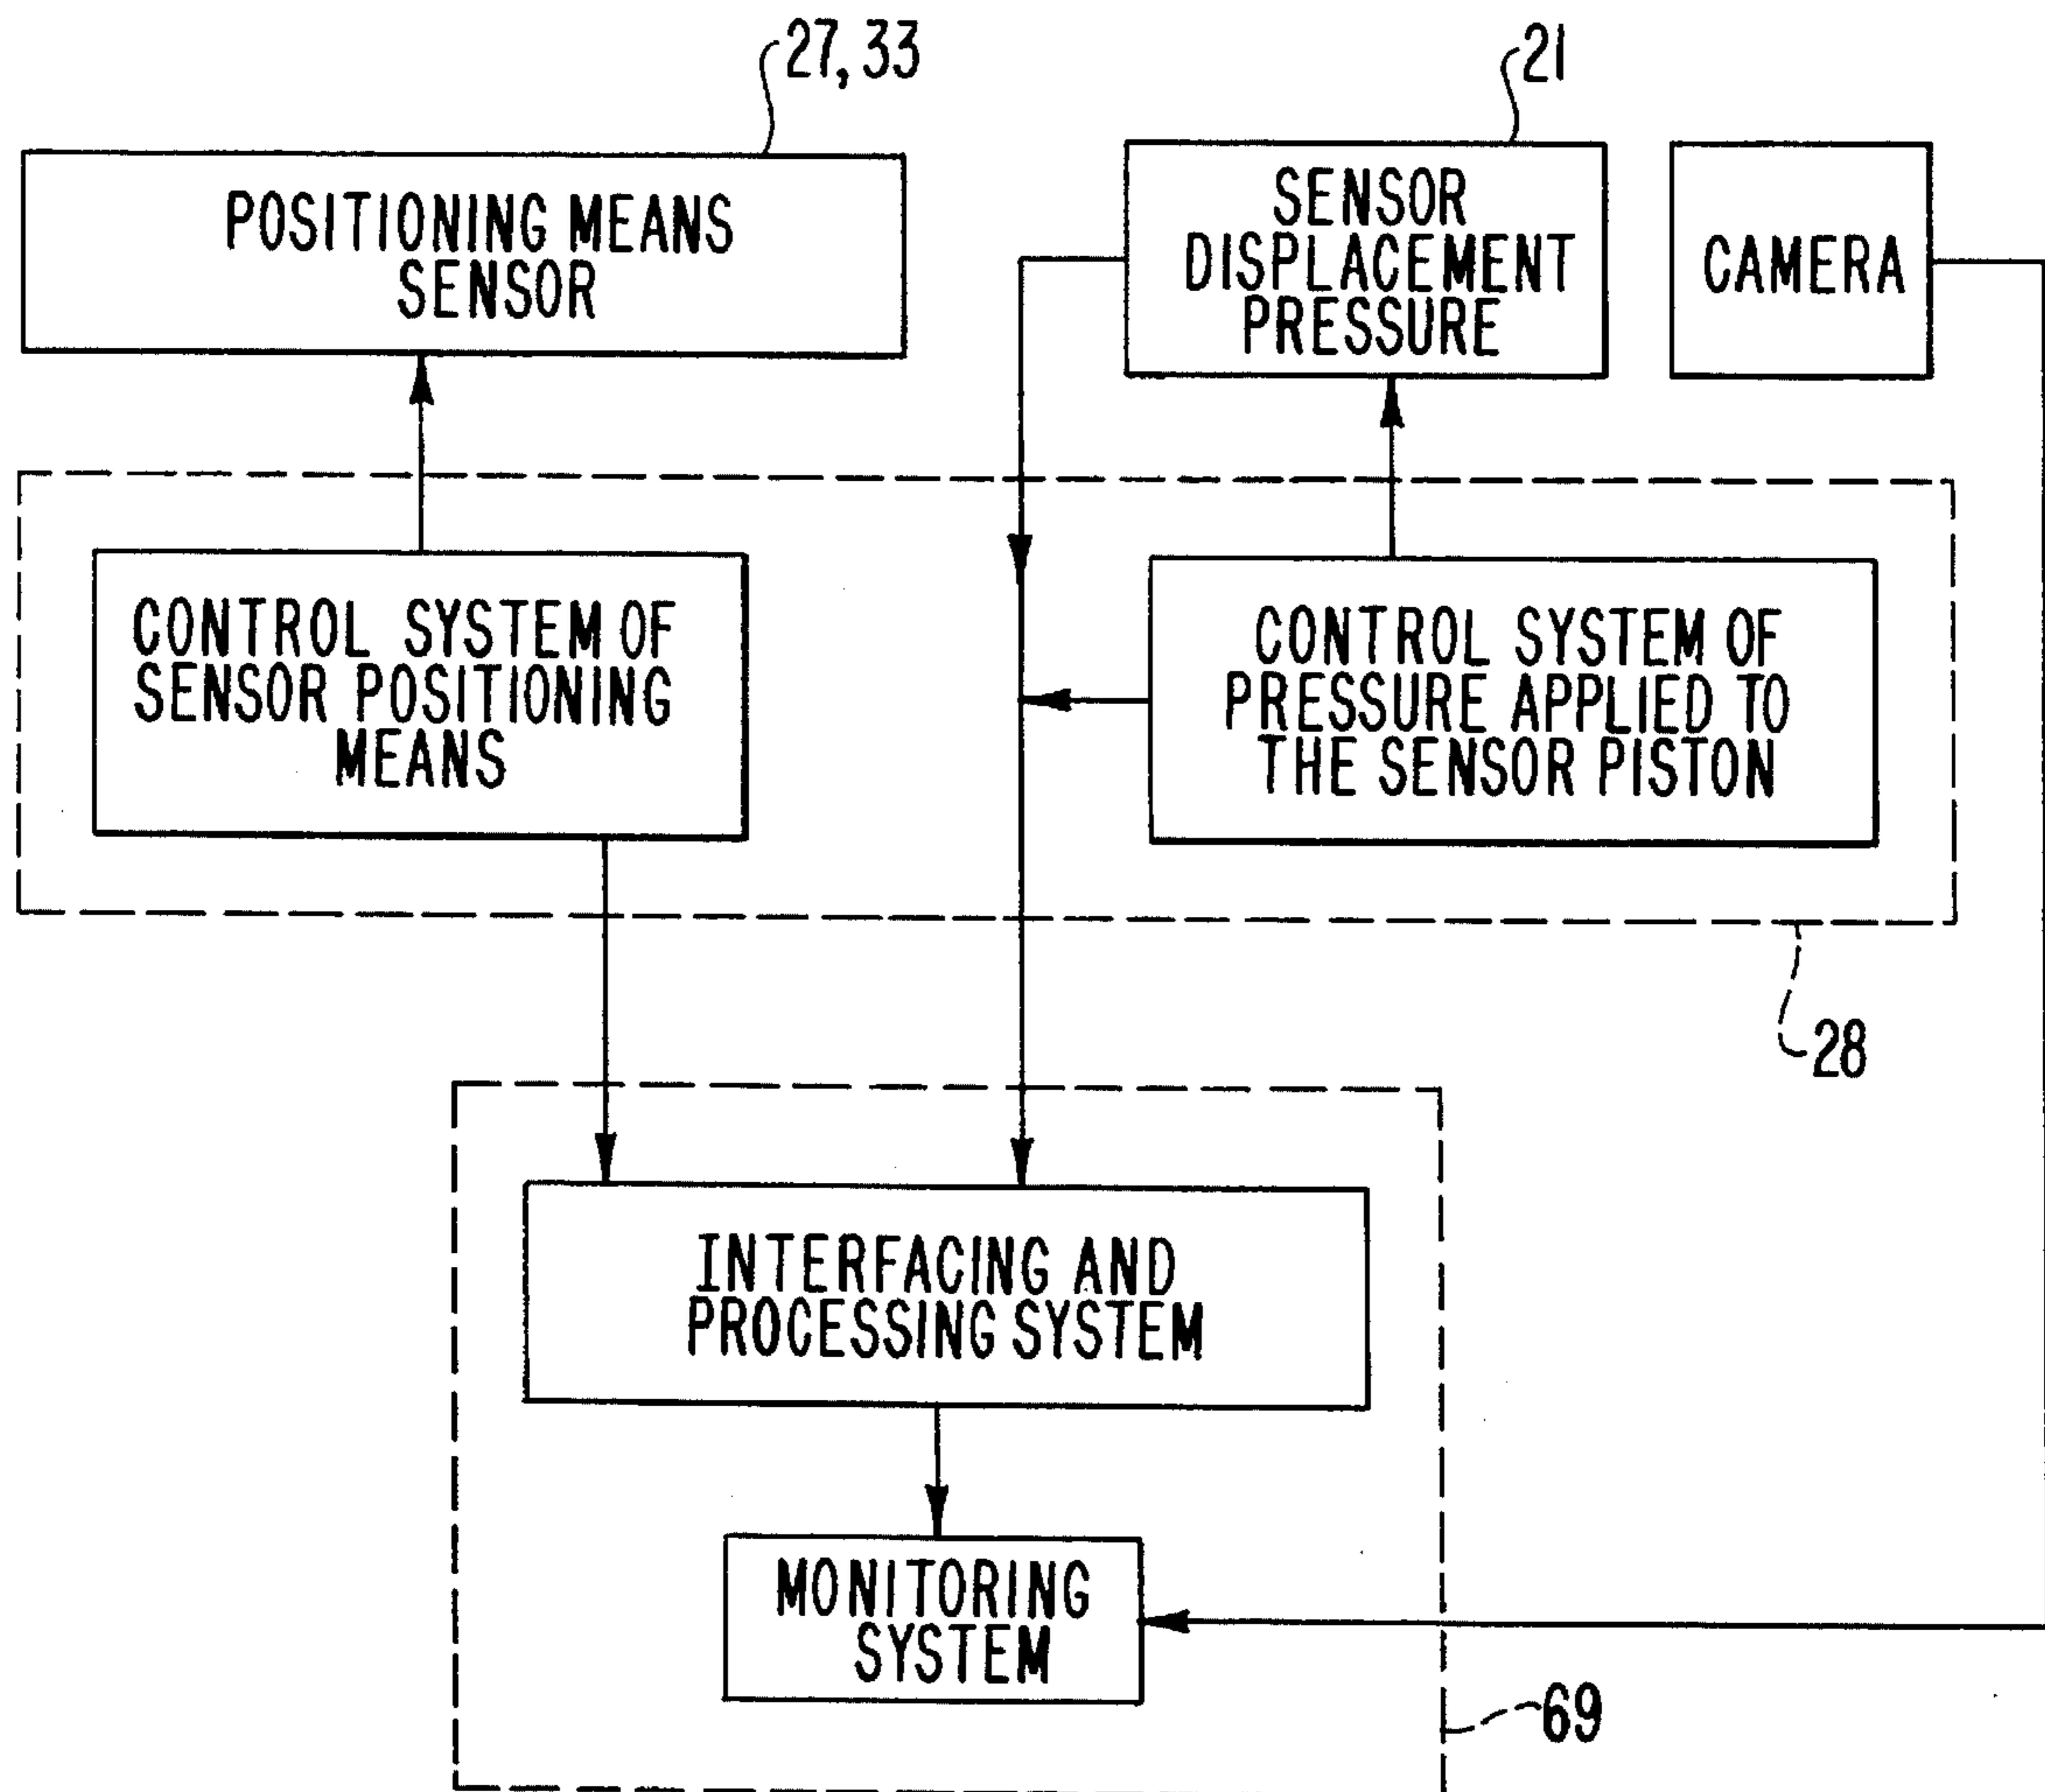 27, 33
21
POSITIONING MEANS
SENSOR
SENSOR
DISPLACEMENT
PRESSURE
CAMERA
CONTROL SYSTEM OF
SENSOR POSITIONING
MEANS
CONTROL SYSTEM OF
PRESSURE APPLIED TO
THE SENSOR PISTON
28
INTERFACING AND
PROCESSING SYSTEM
MONITORING
SYSTEM
69